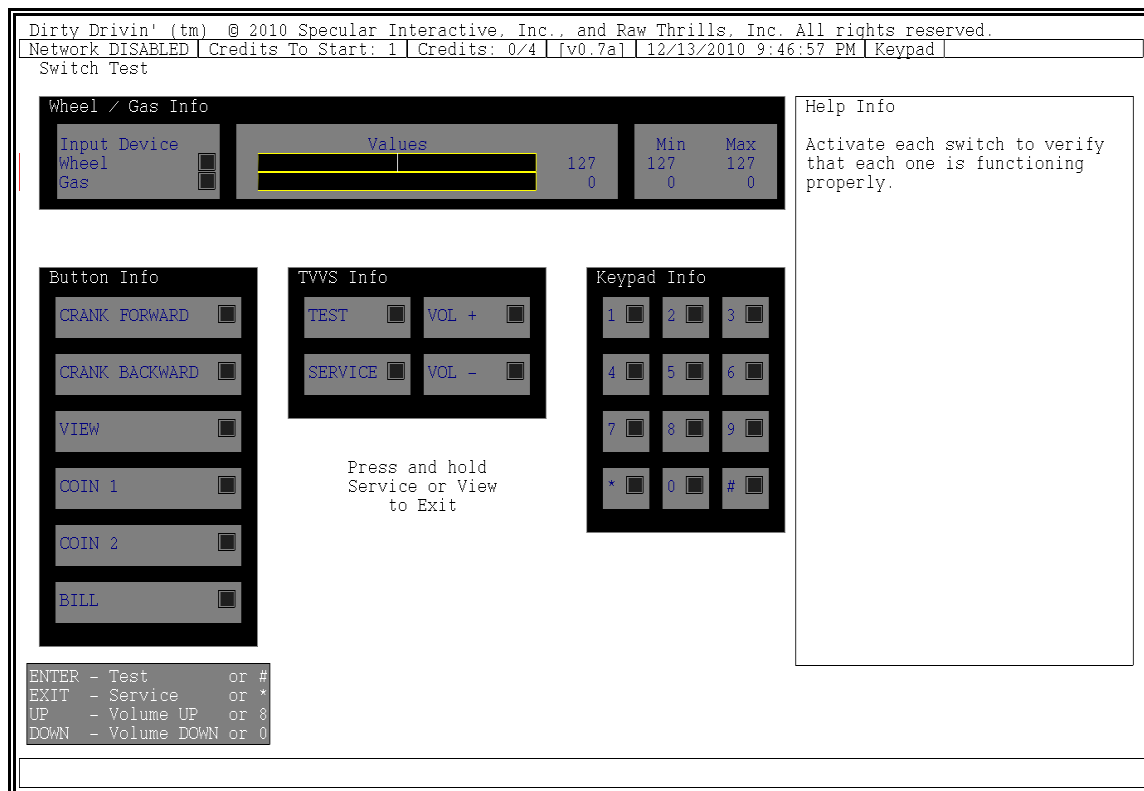 Dirty Drivin' (tm)  © 2010 Specular Interactive, Inc., and Raw Thrills, Inc. All rights reserved.
Network DISABLED Credits To Start: 1 Credits: 0/4 [v0.7a] 12/13/2010 9:46:57 PM Keypad
Switch Test
Wheel / Gas Info
Input Device Values Min Max
Wheel 127 127 127
Gas 0 0 0
Help Info
Activate each switch to verify
that each one is functioning
properly.
Button Info
CRANK FORWARD
CRANK BACKWARD
VIEW
COIN 1
COIN 2
BILL
TVVS Info
TEST VOL +
SERVICE VOL -
Press and hold
Service or View
to Exit
Keypad Info
1 2 3
4 5 6
7 8 9
* 0 #
ENTER - Test or #
EXIT - Service or *
UP - Volume UP or 8
DOWN - Volume DOWN or 0